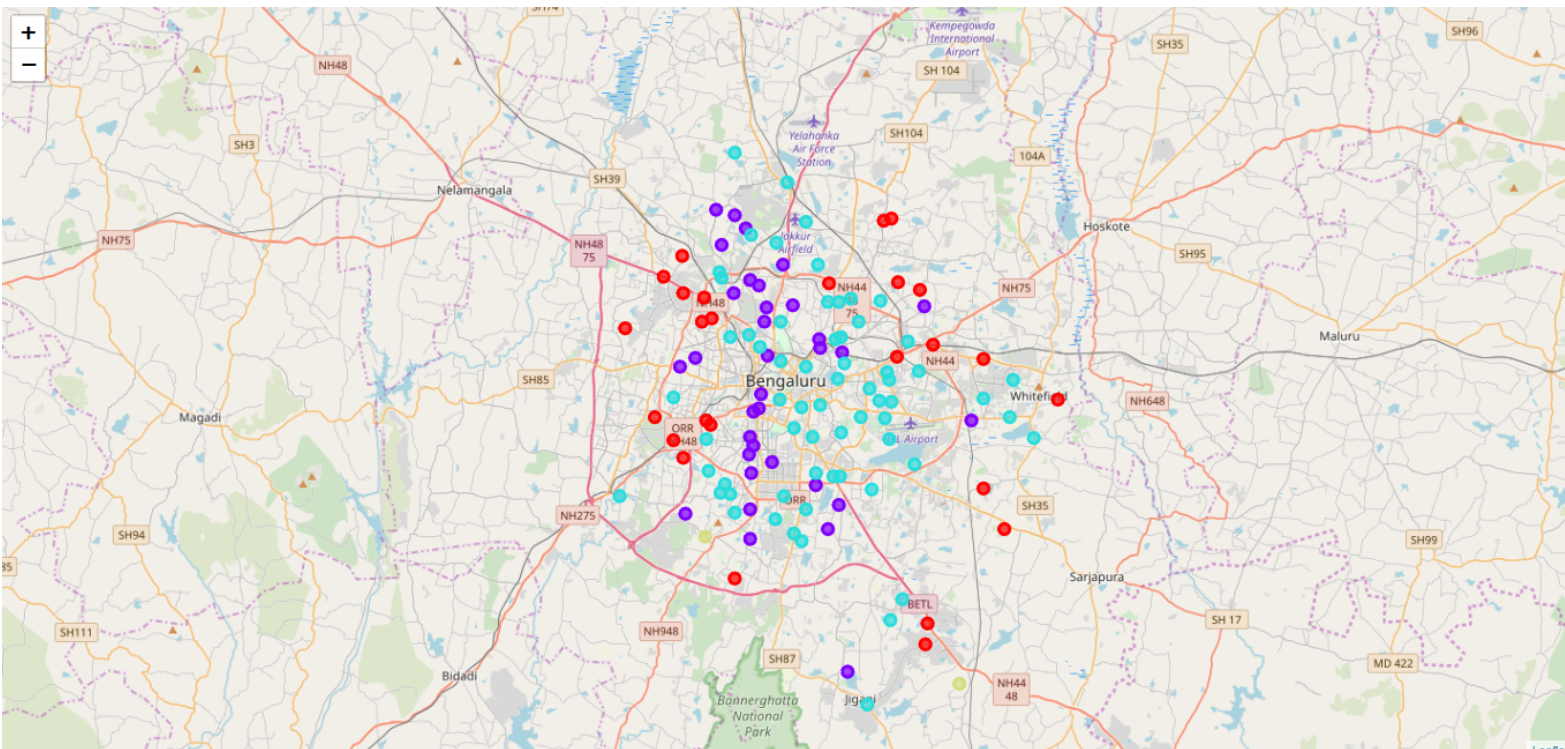 +
−
SH74
Kempegowda
International
Airport
SH35
SH96
NH48
SH 104
Yelahanka
Air Force
Station
SH104
SH3
104A
SH39
Nelamangala
Hoskote
NH75
NH48
75
Jakkur
Airfield
SH95
NH44
75
NH75
NH48
Maluru
NH44
SH85
Bengaluru
Whitefield
NH648
Magadi
ORR
NH48
HAL Airport
ORR
SH35
NH275
SH94
SH99
35
Sarjapura
BETL
SH111
NH948
SH 17
SH87
MD 422
Bidadi
NH44
48
Bannerghatta
National
Park
Jigani